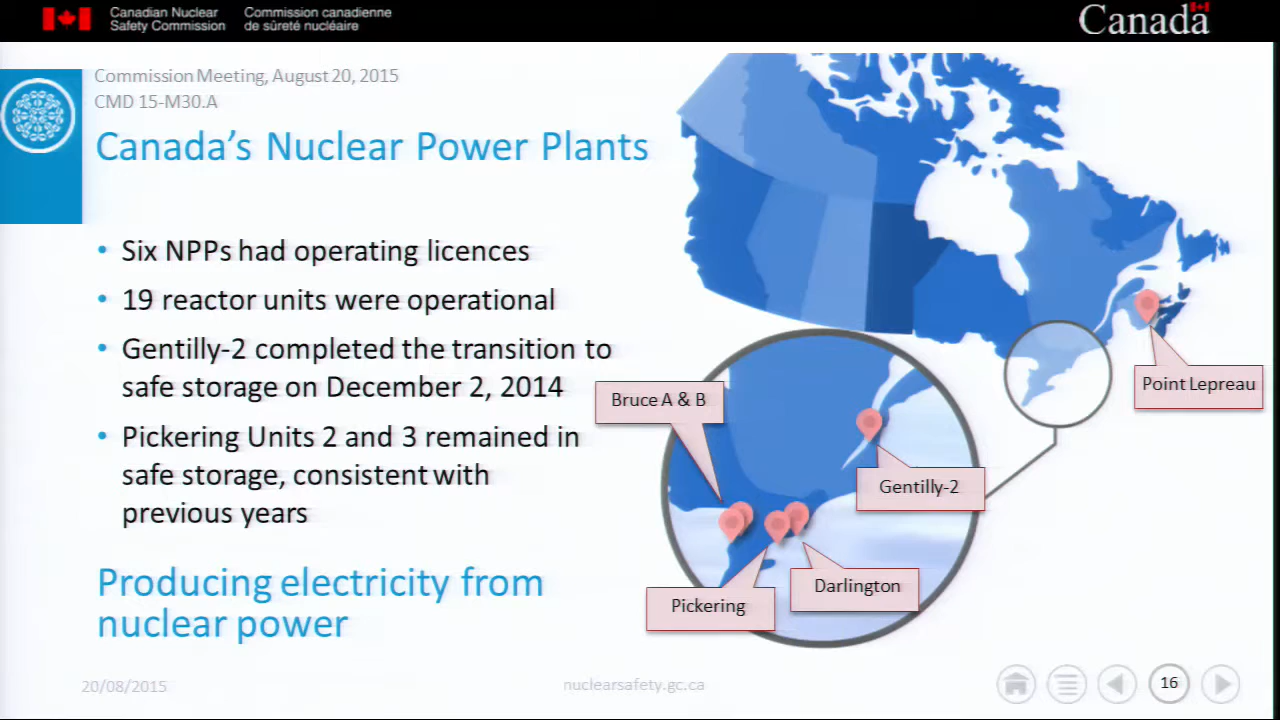 Canadian Nuclear
Safety Commission
Commission canadienne
de sûreté nucléaire
Canada
Commission Meeting, August 20, 2015
CMD 15-M30.A
Canada's Nuclear Power Plants
• Six NPPs had operating licences
• 19 reactor units were operational
• Gentilly-2 completed the transition to
safe storage on December 2, 2014
• Pickering Units 2 and 3 remained in
safe storage, consistent with
previous years
Producing electricity from
nuclear power
Point Lepreau
Bruce A & B
Gentilly-2
Darlington
Pickering
20/08/2015
nuclearsafety.gc.ca
16